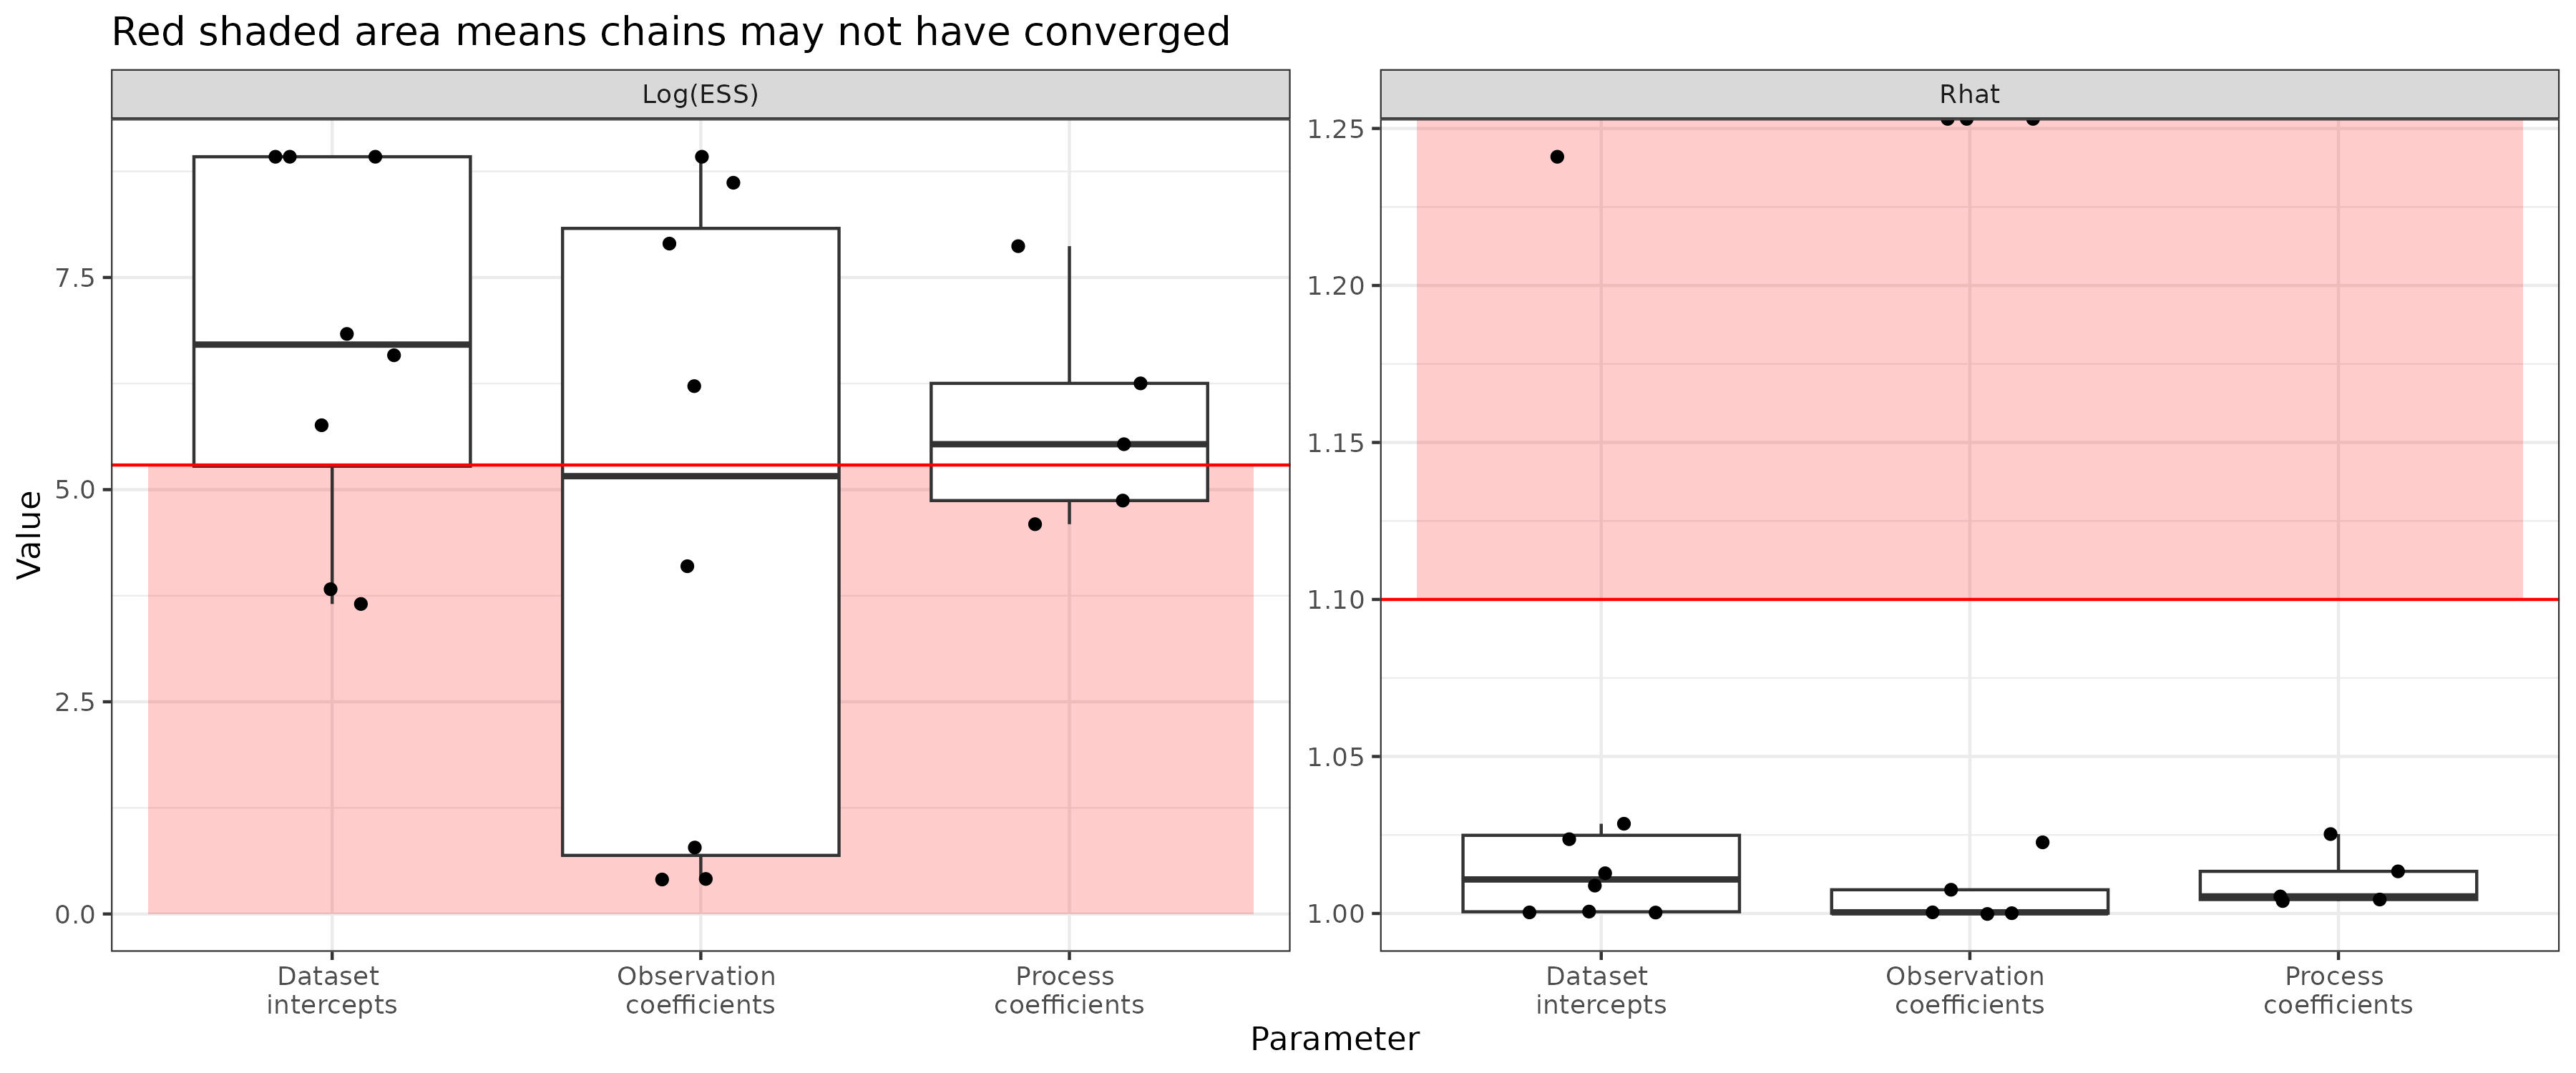 Red shaded area means chains may not have converged
Log(ESS)
Rhat
Value
7.5
5.0
2.5
0.0
1.25
1.20
1.15
1.10
1.05
1.00
Dataset
intercepts
Observation
coefficients
Process
coefficients
Dataset
intercepts
Observation
coefficients
Process
coefficients
Parameter